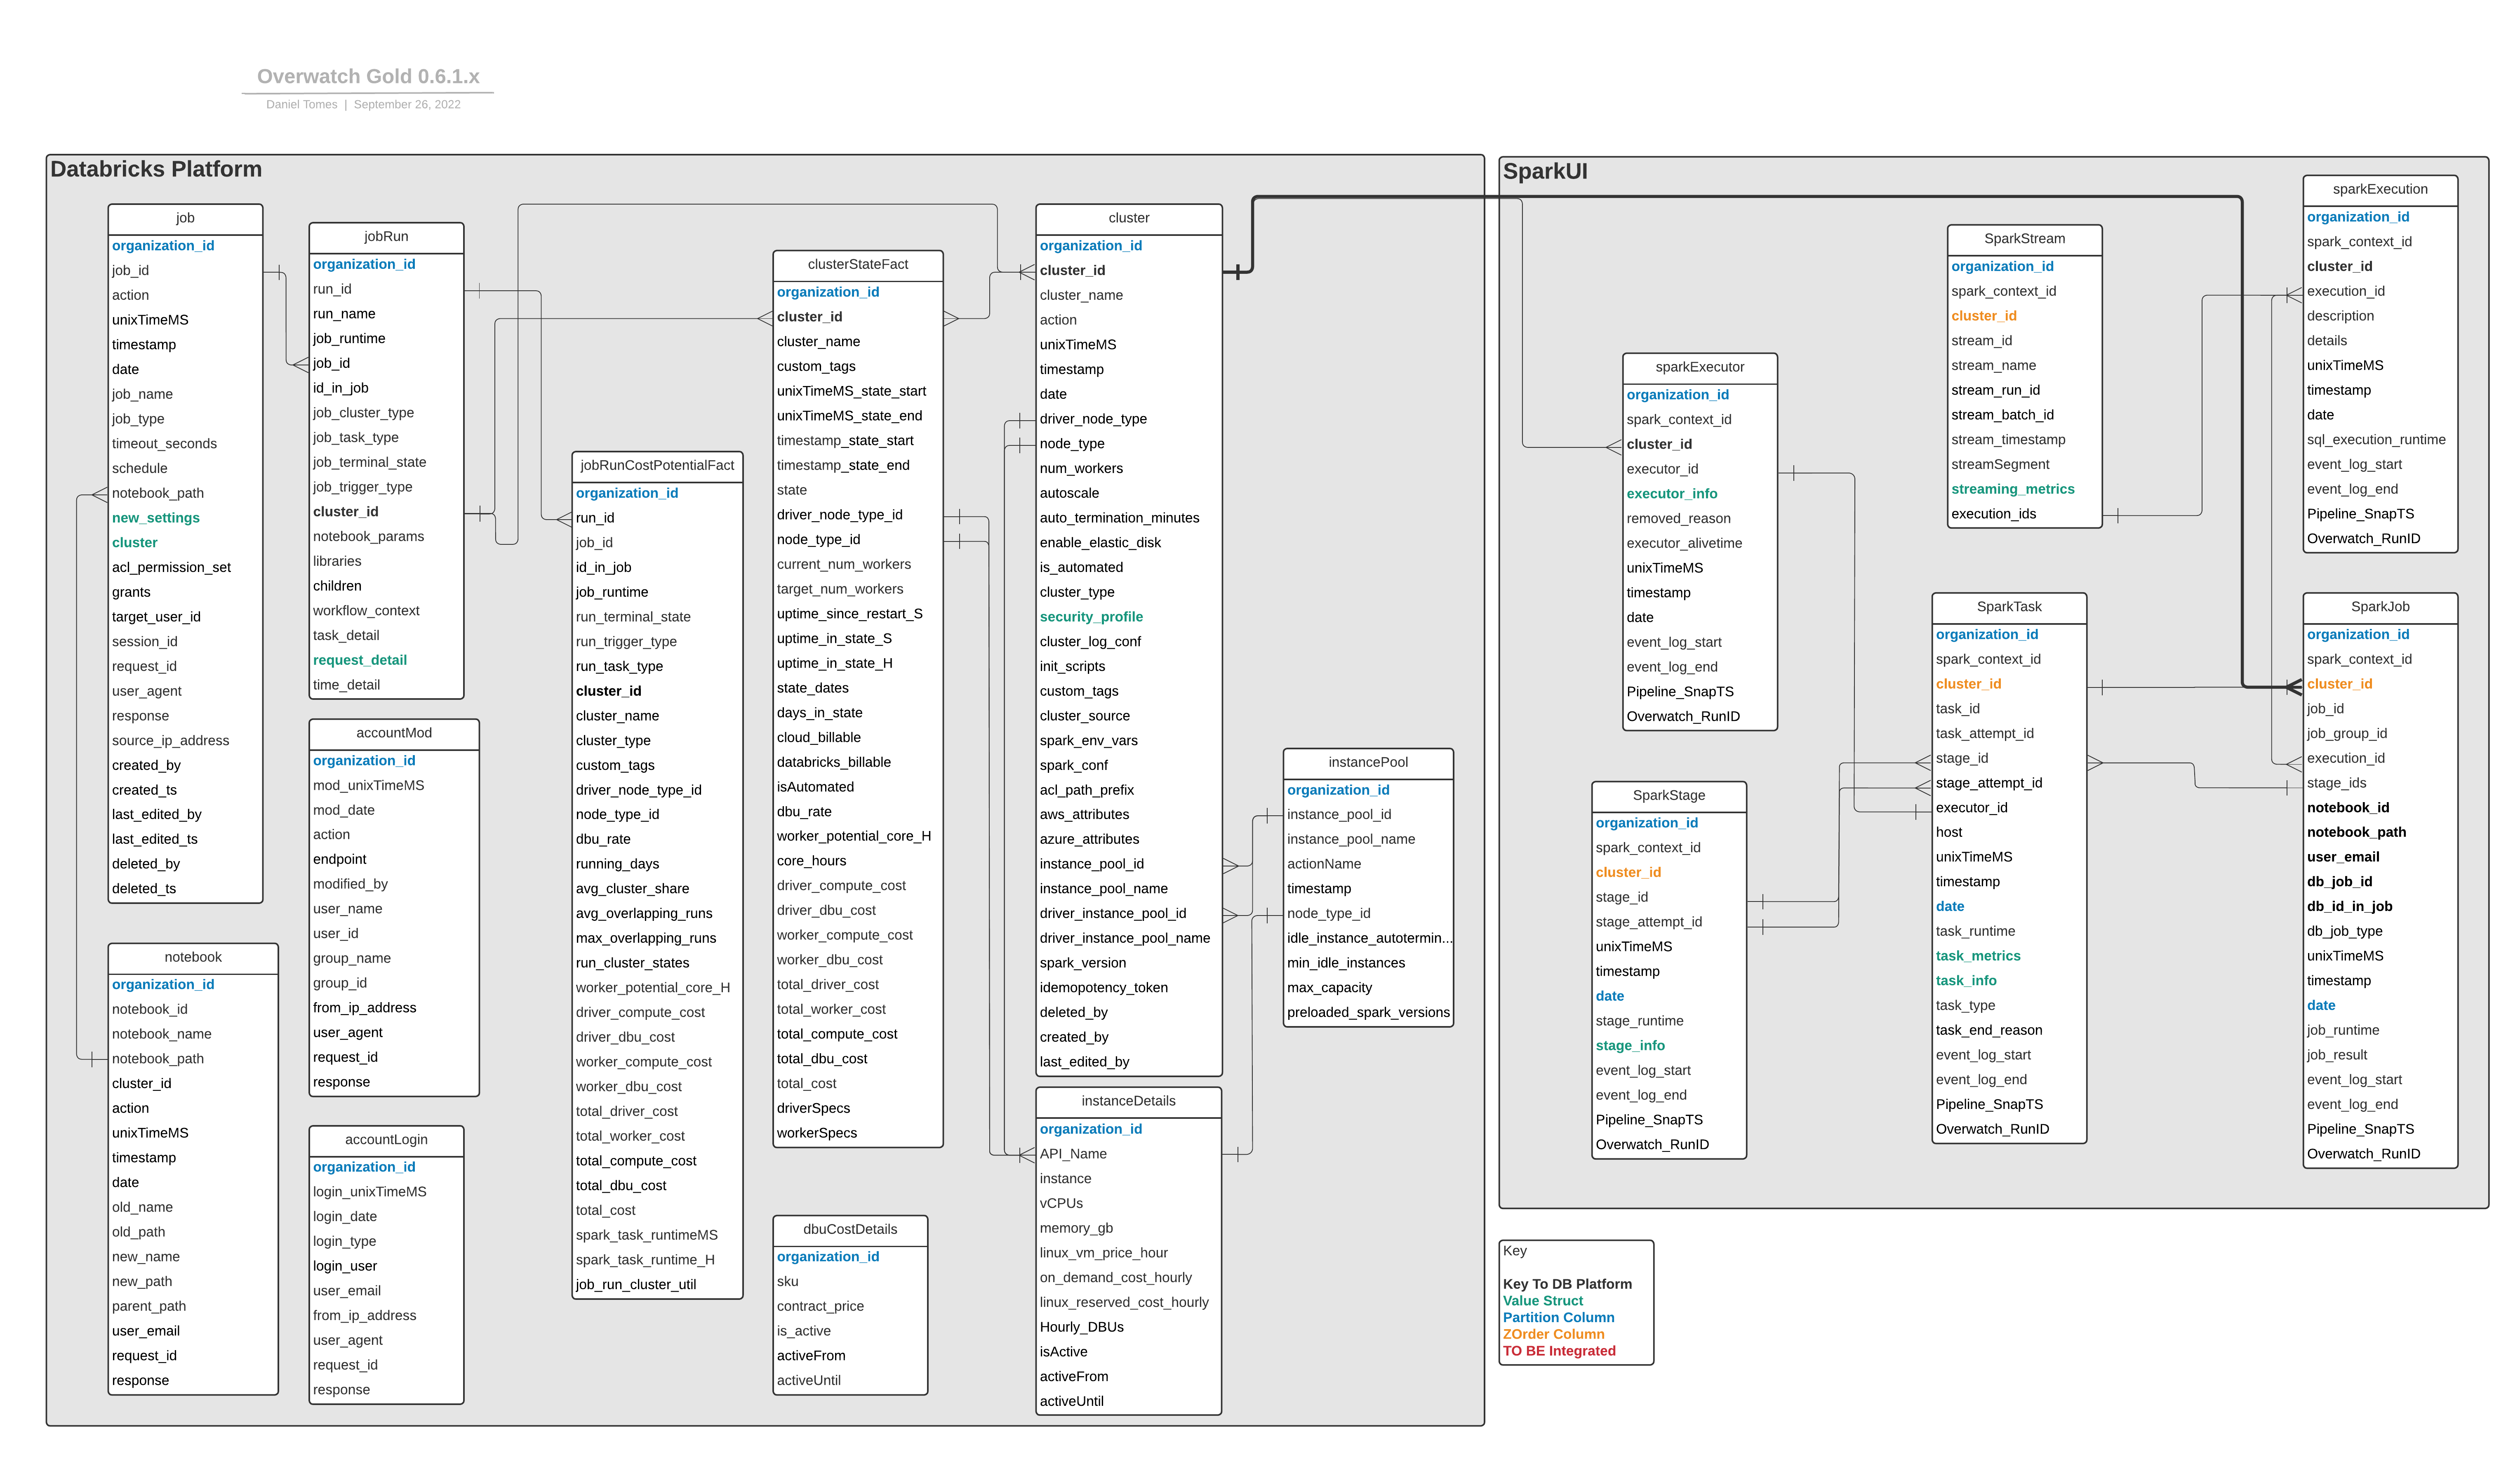 Overwatch Gold 0.6.1.x
Daniel Tomes | September 26, 2022
Databricks Platform
job
organization_id
job_id
action
unixTimeMS
timestamp
date
job_name
job_type
timeout_seconds
schedule
notebook_path
new_settings
cluster
acl_permission_set
grants
target_user_id
session_id
request_id
user_agent
response
source_ip_address
created_by
created_ts
last_edited_by
last_edited_ts
deleted_by
deleted_ts
notebook
organization_id
notebook_id
notebook_name
notebook_path
cluster_id
action
unixTimeMS
timestamp
date
old_name
old_path
new_name
new_path
parent_path
user_email
request_id
response
jobRun
organization_id
run_id
run_name
job_runtime
job_id
id_in_job
job_cluster_type
job_task_type
job_terminal_state
job_trigger_type
cluster_id
notebook_params
libraries
children
workflow_context
task_detail
request_detail
time_detail
accountMod
organization_id
mod_unixTimeMS
mod_date
action
endpoint
modified_by
user_name
user_id
group_name
group_id
from_ip_address
user_agent
request_id
response
accountLogin
organization_id
login_unixTimeMS
login_date
login_type
login_user
user_email
from_ip_address
user_agent
request_id
response
jobRunCostPotentialFact
organization_id
run_id
job_id
id_in_job
job_runtime
run_terminal_state
run_trigger_type
run_task_type
cluster_id
cluster_name
cluster_type
custom_tags
driver_node_type_id
node_type_id
dbu_rate
running_days
avg_cluster_share
avg_overlapping_runs
max_overlapping_runs
run_cluster_states
worker_potential_core_H
driver_compute_cost
driver_dbu_cost
worker_compute_cost
worker_dbu_cost
total_driver_cost
total_worker_cost
total_compute_cost
total_dbu_cost
total_cost
spark_task_runtimeMS
spark_task_runtime_H
job_run_cluster_util
clusterStateFact
organization_id
cluster_id
cluster_name
custom_tags
unixTimeMS_state_start
unixTimeMS_state_end
timestamp_state_start
timestamp_state_end
state
driver_node_type_id
node_type_id
current_num_workers
target_num_workers
uptime_since_restart_S
uptime_in_state_S
uptime_in_state_H
state_dates
days_in_state
cloud_billable
databricks_billable
isAutomated
dbu_rate
worker_potential_core_H
core_hours
driver_compute_cost
driver_dbu_cost
worker_compute_cost
worker_dbu_cost
total_driver_cost
total_worker_cost
total_compute_cost
total_dbu_cost
total_cost
driverSpecs
workerSpecs
dbuCostDetails
organization_id
sku
contract_price
is_active
activeFrom
activeUntil
cluster
organization_id
cluster_id
cluster_name
action
unixTimeMS
timestamp
date
driver_node_type
node_type
num_workers
autoscale
auto_termination_minutes
enable_elastic_disk
is_automated
cluster_type
security_profile
cluster_log_conf
init_scripts
custom_tags
cluster_source
spark_env_vars
spark_conf
acl_path_prefix
aws_attributes
azure_attributes
instance_pool_id
instance_pool_name
driver_instance_pool_id
driver_instance_pool_name
spark_version
idemopotency_token
deleted_by
created_by
last_edited_by
instanceDetails
organization_id
API_Name
instance
vCPUs
memory_gb
linux_vm_price_hour
on_demand_cost_hourly
linux_reserved_cost_hourly
Hourly_DBUs
isActive
activeFrom
activeUntil
instancePool
organization_id
instance_pool_id
instance_pool_name
actionName
timestamp
node_type_id
idle_instance_autotermin...
min_idle_instances
max_capacity
preloaded_spark_versions
SparkUI
sparkExecutor
organization_id
spark_context_id
cluster_id
executor_id
executor_info
removed_reason
executor_alivetime
unixTimeMS
timestamp
date
event_log_start
event_log_end
Pipeline_SnapTS
Overwatch_RunID
SparkStage
organization_id
spark_context_id
cluster_id
stage_id
stage_attempt_id
unixTimeMS
timestamp
date
stage_runtime
stage_info
event_log_start
event_log_end
Pipeline_SnapTS
Overwatch_RunID
SparkStream
organization_id
spark_context_id
cluster_id
stream_id
stream_name
stream_run_id
stream_batch_id
stream_timestamp
streamSegment
streaming_metrics
execution_ids
SparkTask
organization_id
spark_context_id
cluster_id
task_id
task_attempt_id
stage_id
stage_attempt_id
executor_id
host
unixTimeMS
timestamp
date
task_runtime
task_metrics
task_info
task_type
task_end_reason
event_log_start
event_log_end
Pipeline_SnapTS
Overwatch_RunID
sparkExecution
organization_id
spark_context_id
cluster_id
execution_id
description
details
unixTimeMS
timestamp
date
sql_execution_runtime
event_log_start
event_log_end
Pipeline_SnapTS
Overwatch_RunID
SparkJob
organization_id
spark_context_id
cluster_id
job_id
job_group_id
execution_id
stage_ids
notebook_id
notebook_path
user_email
db_job_id
db_id_in_job
db_job_type
unixTimeMS
timestamp
date
job_runtime
job_result
event_log_start
event_log_end
Pipeline_SnapTS
Overwatch_RunID
Key
Key To DB Platform
Value Struct
Partition Column
ZOrder Column
TO BE Integrated